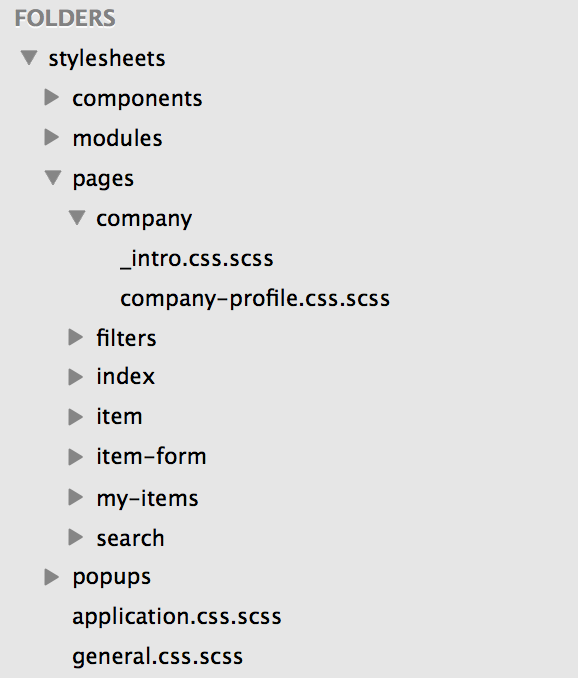 FOLDERS
stylesheets
components
modules
pages
company
_intro.css.scss
company-profile.css.scss
filters
index
item
item-form
my-items
search
popups
application.css.scss
general.css.scss